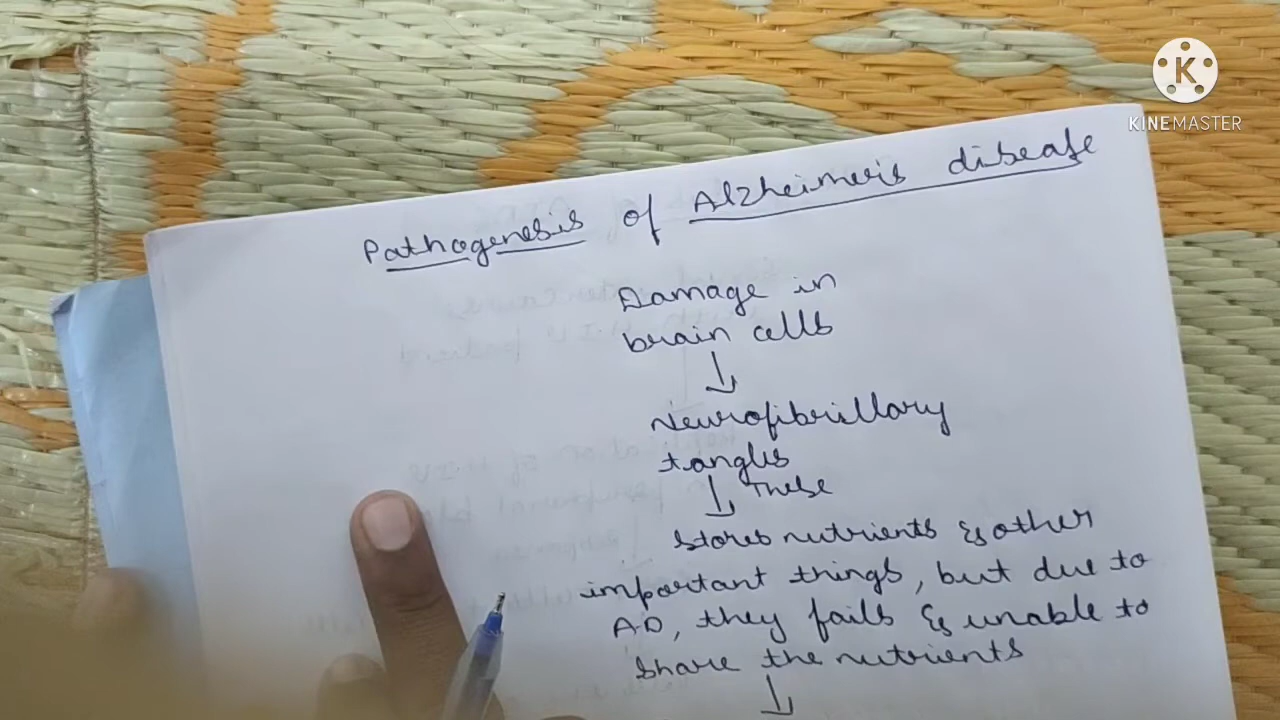 KINEMASTER
Pathogenesis of Alzheimer's disease
Damage in
brain cells
↓
Neurofibrillary
tangles
↓ These
stores nutrients & other
important things, but due to
AD, they fails & unable to
share the nutrients
↓